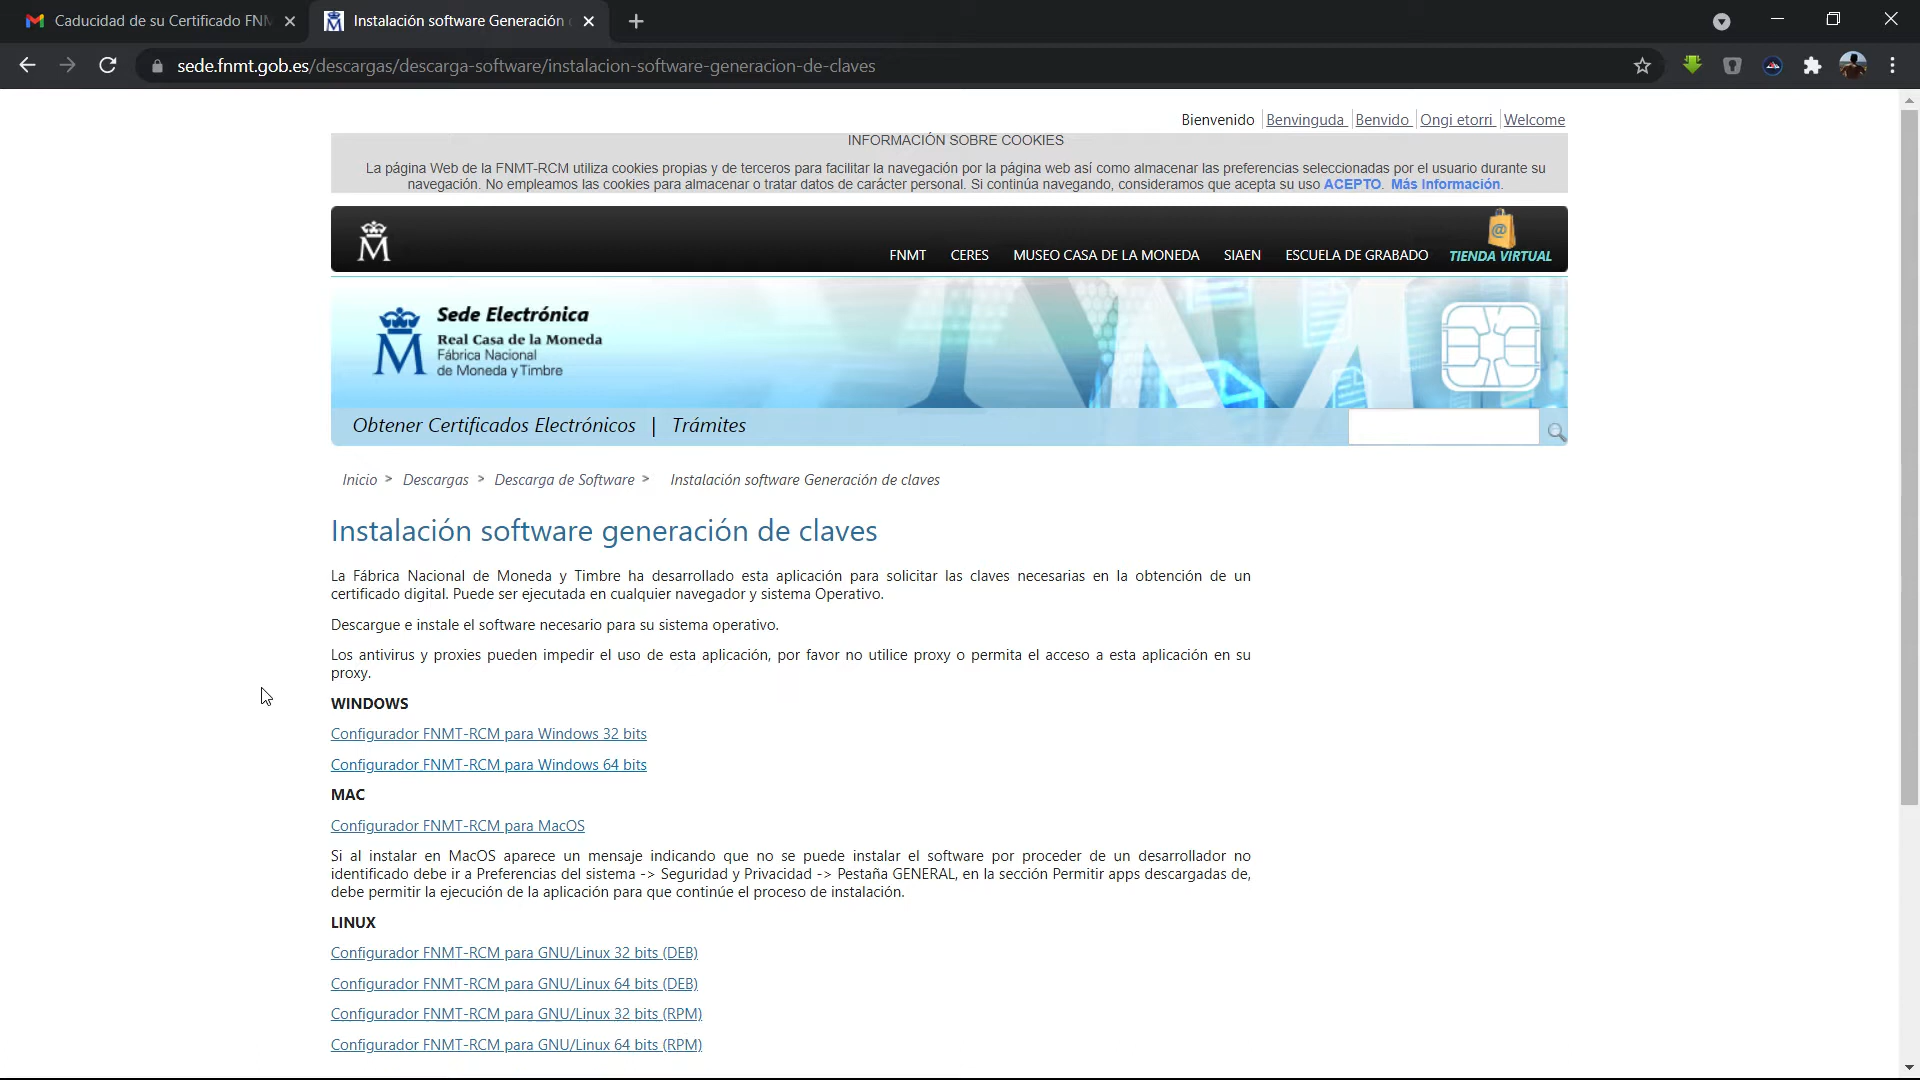 Caducidad de su Certificado FNM
Instalación software Generación
sede.fnmt.gob.es/descargas/descarga-software/instalacion-software-generacion-de-claves
Bienvenido Benvinguda Benvido Ongi etorri Welcome
INFORMACIÓN SOBRE COOKIES
La página Web de la FNMT-RCM utiliza cookies propias y de terceros para facilitar la navegación por la página web así como almacenar las preferencias seleccionadas por el usuario durante su
navegación. No empleamos las cookies para almacenar o tratar datos de carácter personal. Si continúa navegando, consideramos que acepta su uso ACEPTO. Más Información.
FNMT CERES MUSEO CASA DE LA MONEDA SIAEN ESCUELA DE GRABADO TIENDA VIRTUAL
Sede Electrónica
Real Casa de la Moneda
Fábrica Nacional
de Moneda y Timbre
Obtener Certificados Electrónicos | Trámites
Inicio > Descargas > Descarga de Software > Instalación software Generación de claves
Instalación software generación de claves
La Fábrica Nacional de Moneda y Timbre ha desarrollado esta aplicación para solicitar las claves necesarias en la obtención de un
certificado digital. Puede ser ejecutada en cualquier navegador y sistema Operativo.
Descargue e instale el software necesario para su sistema operativo.
Los antivirus y proxies pueden impedir el uso de esta aplicación, por favor no utilice proxy o permita el acceso a esta aplicación en su
proxy.
WINDOWS
Configurador FNMT-RCM para Windows 32 bits
Configurador FNMT-RCM para Windows 64 bits
MAC
Configurador FNMT-RCM para MacOS
Si al instalar en MacOS aparece un mensaje indicando que no se puede instalar el software por proceder de un desarrollador no
identificado debe ir a Preferencias del sistema -> Seguridad y Privacidad -> Pestaña GENERAL, en la sección Permitir apps descargadas de,
debe permitir la ejecución de la aplicación para que continúe el proceso de instalación.
LINUX
Configurador FNMT-RCM para GNU/Linux 32 bits (DEB)
Configurador FNMT-RCM para GNU/Linux 64 bits (DEB)
Configurador FNMT-RCM para GNU/Linux 32 bits (RPM)
Configurador FNMT-RCM para GNU/Linux 64 bits (RPM)